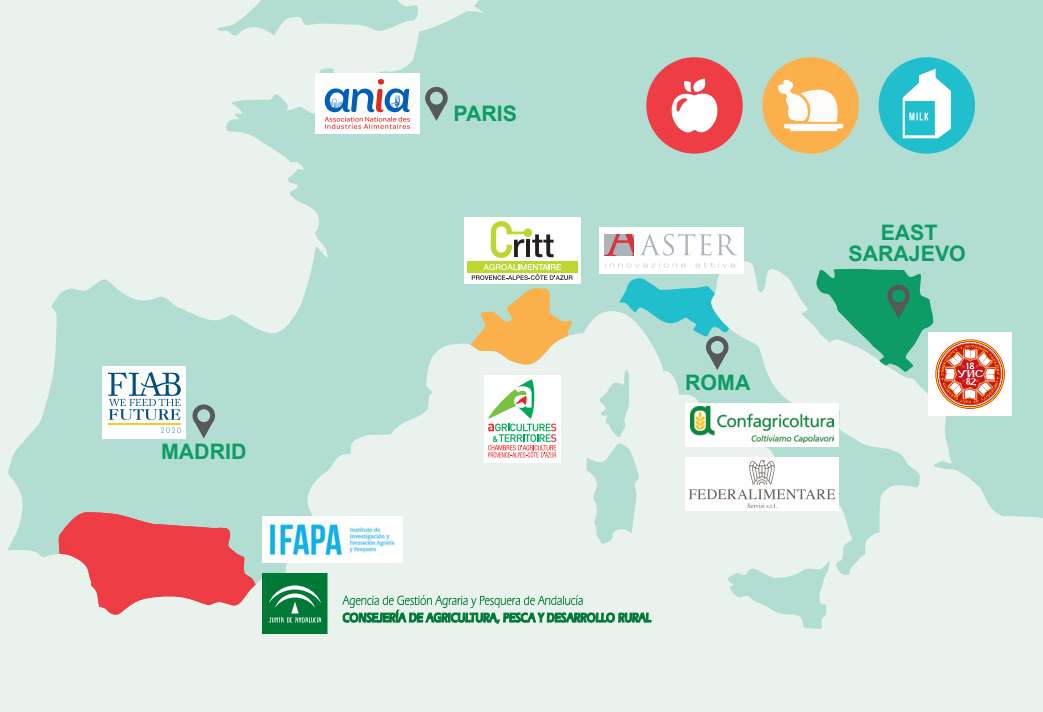 ania
Association Nationale des
Industries Alimentaires
PARIS
MILK
Critt
AGROALIMENTAIRE
PROVENCE-ALPES-CÔTE D'AZUR
ASTER
innovazione attiva
EAST
SARAJEVO
18
УИС
82
FIAB
WE FEED THE
FUTURE
2020
MADRID
ROMA
aGRICULTURES
& TERRITOIRES
CHAMBRES D'AGRICULTURE
PROVENCE-ALPES-CÔTE D'AZUR
Confagricoltura
Coltiviamo Capolavori
FEDERALIMENTARE
Servizi s.r.l.
IFAPA
Instituto de
Investigación y
Formación Agraria
y Pesquera
JUNTA DE ANDALUCIA
Agencia de Gestión Agraria y Pesquera de Andalucía
CONSEJERÍA DE AGRICULTURA, PESCA Y DESARROLLO RURAL